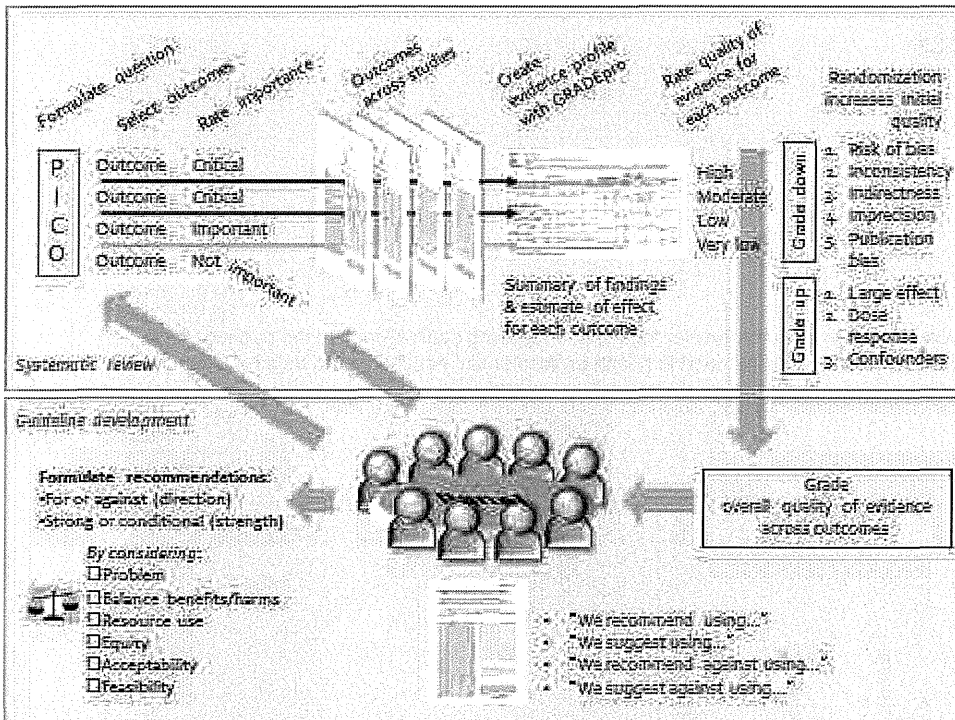 Formulate question
Select outcomes
Rate importance
Outcomes
across studies
Create
evidence profile
with GRADEpro
Rate quality of
evidence for
each outcome
Randomization
increases initial
quality
P
I
C
O
Outcome Critical
Outcome Critical
Outcome Important
Outcome Not important
High
Moderate
Low
Very low
Summary of findings
& estimate of effect
for each outcome
Grade down
1. Risk of bias
2. Inconsistency
3. Indirectness
4. Imprecision
5. Publication
bias
Grade up
1. Large effect
2. Dose
response
3. Confounders
Systematic review
Guideline development
Formulate recommendations:
•For or against (direction)
•Strong or conditional (strength)
By considering:
☐Problem
☐Balance benefits/harms
☐Resource use
☐Equity
☐Acceptability
☐Feasibility
Grade
overall quality of evidence
across outcomes
• "We recommend using..."
• "We suggest using..."
• "We recommend against using..."
• "We suggest against using..."